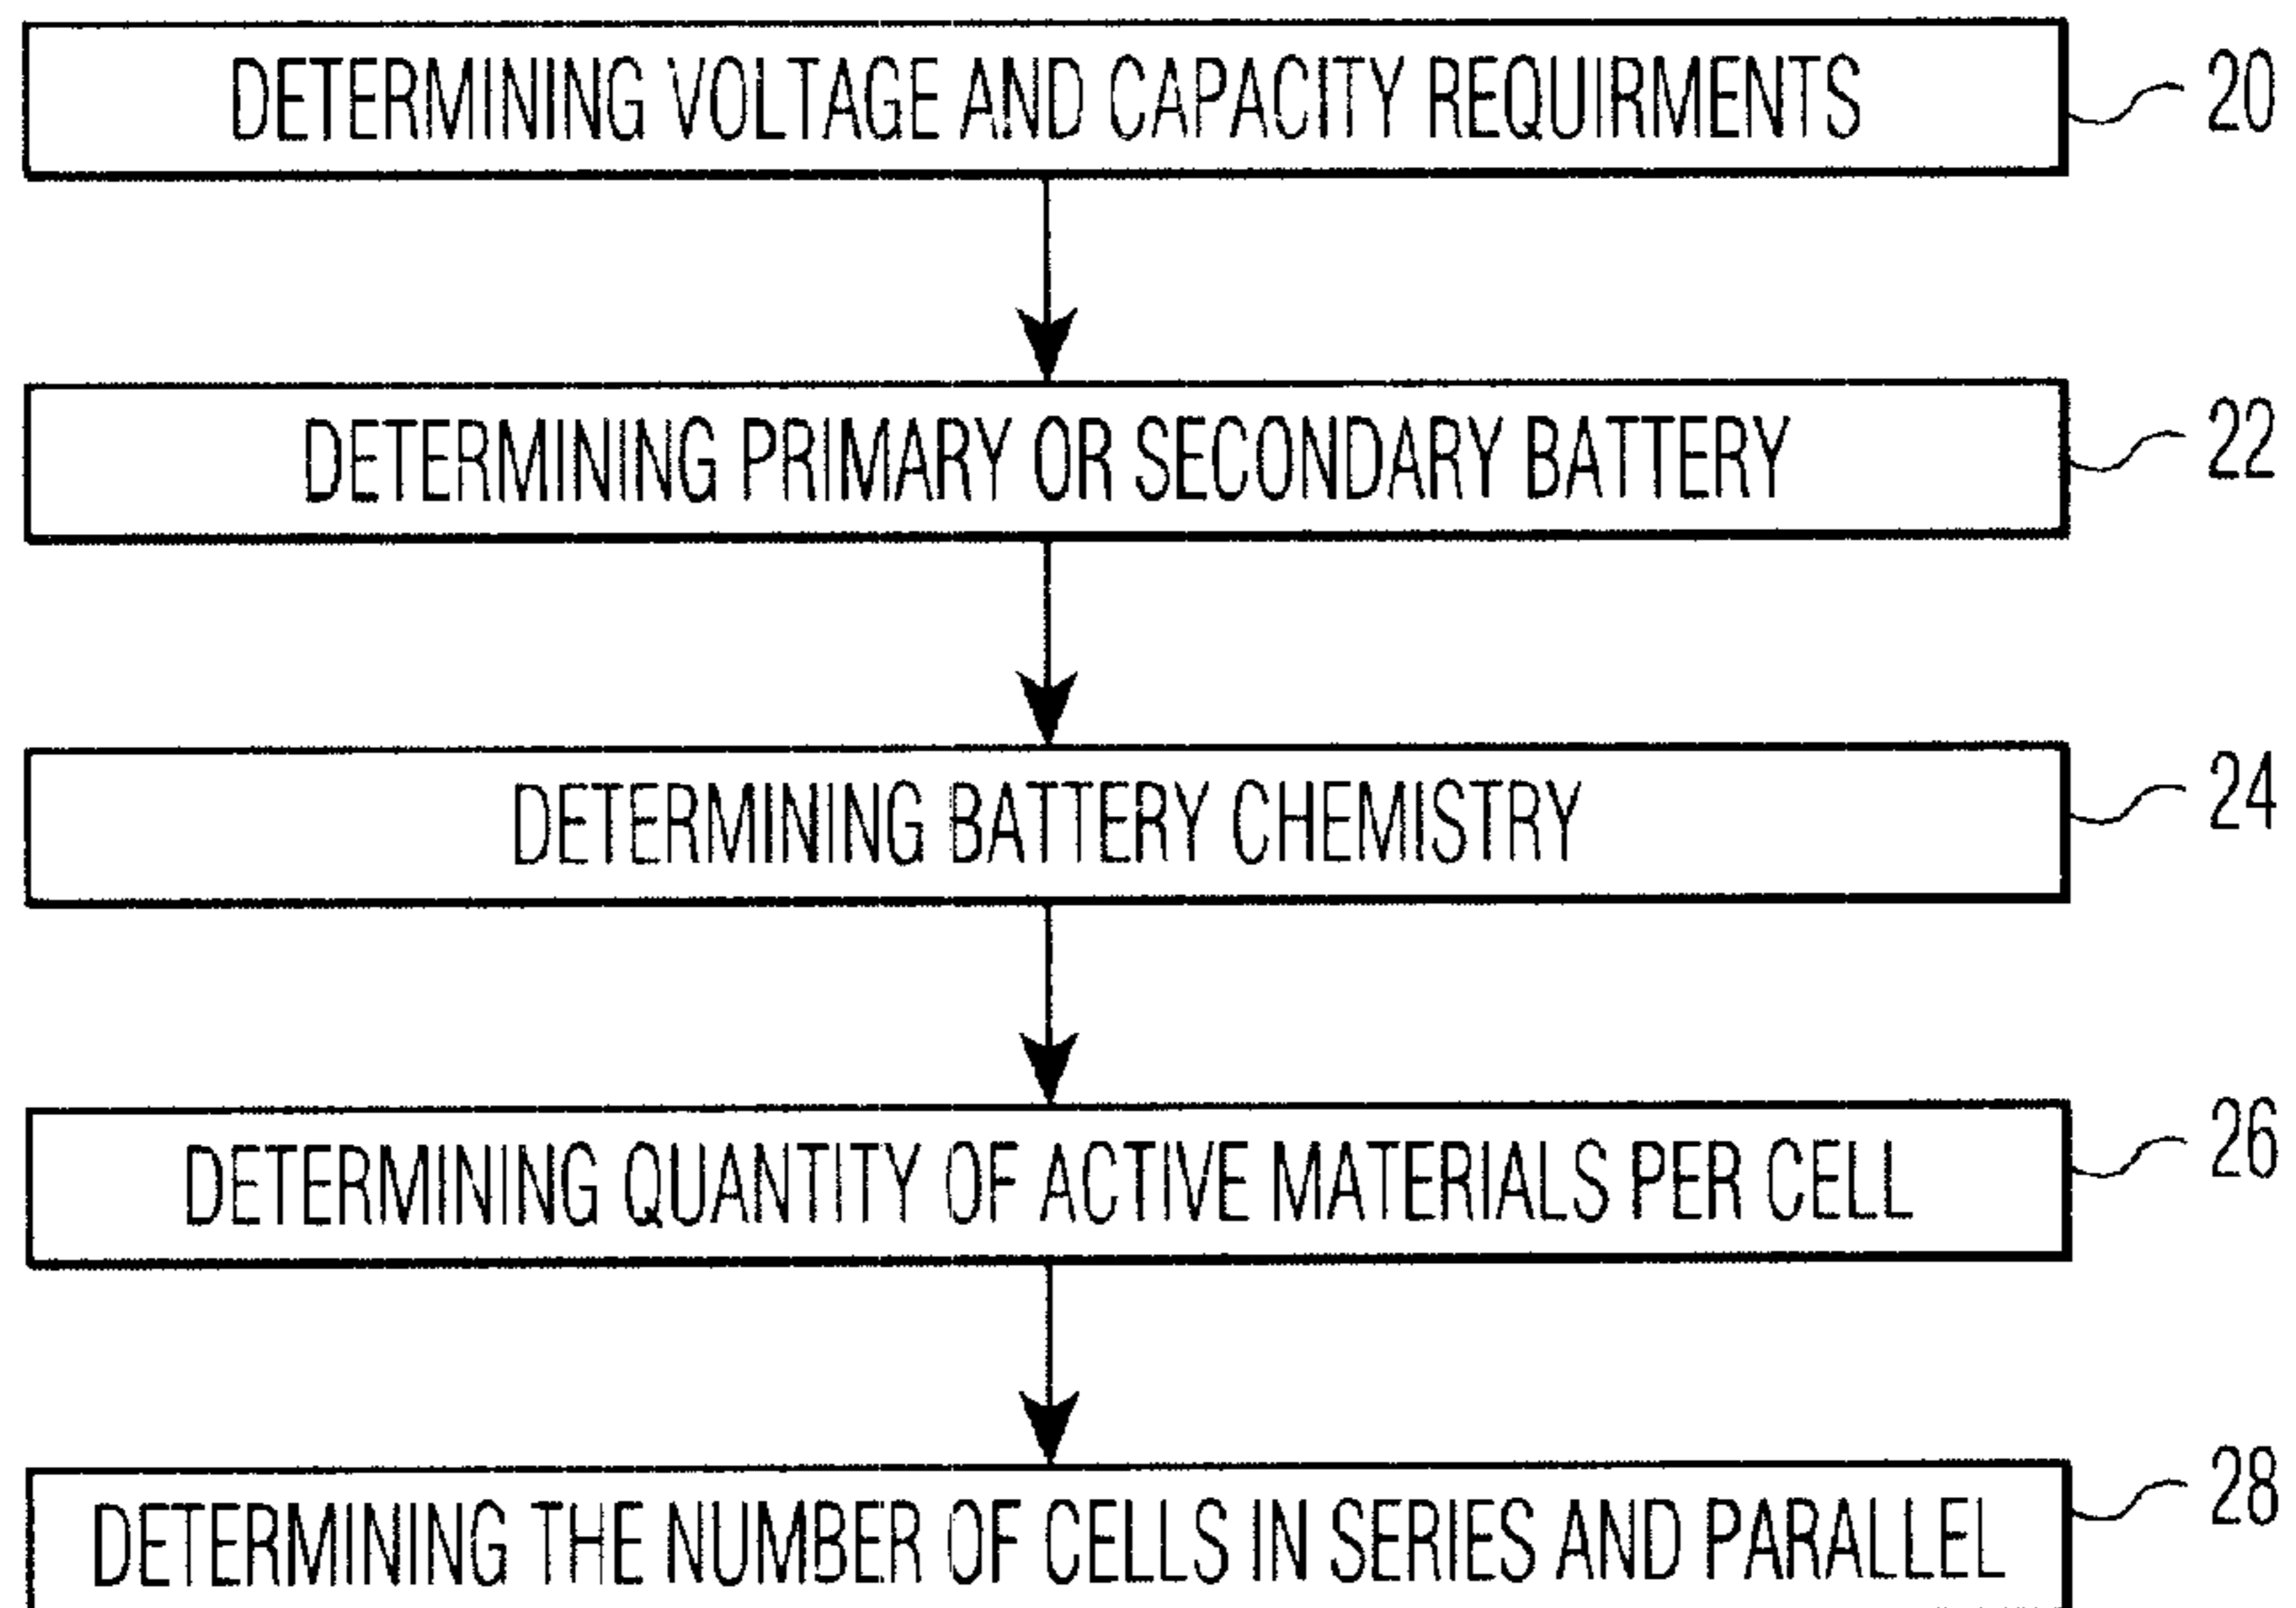 DETERMINING VOLTAGE AND CAPACITY REQUIRMENTS 20
DETERMINING PRIMARY OR SECONDARY BATTERY 22
DETERMINING BATTERY CHEMISTRY 24
DETERMINING QUANTITY OF ACTIVE MATERIALS PER CELL 26
DETERMINING THE NUMBER OF CELLS IN SERIES AND PARALLEL 28